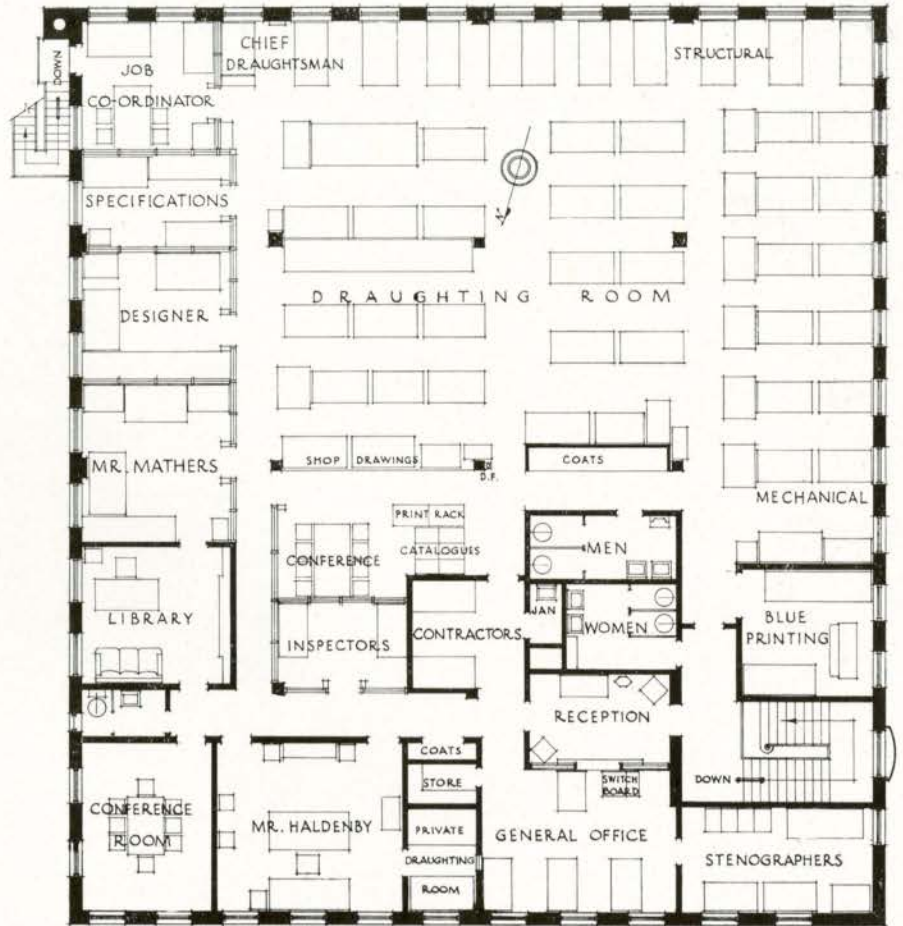 DOWN
JOB
CO-ORDINATOR
CHIEF
DRAUGHTSMAN
STRUCTURAL
SPECIFICATIONS
N
DESIGNER
DRAUGHTING ROOM
MR. MATHERS
SHOP DRAWINGS
D.F.
COATS
MECHANICAL
PRINT RACK
CONFERENCE
CATALOGUES
MEN
LIBRARY
INSPECTORS
CONTRACTORS
JAN
WOMEN
BLUE
PRINTING
RECEPTION
COATS
STORE
SWITCH
BOARD
DOWN
CONFERENCE
ROOM
MR. HALDENBY
PRIVATE
DRAUGHTING
ROOM
GENERAL OFFICE
STENOGRAPHERS